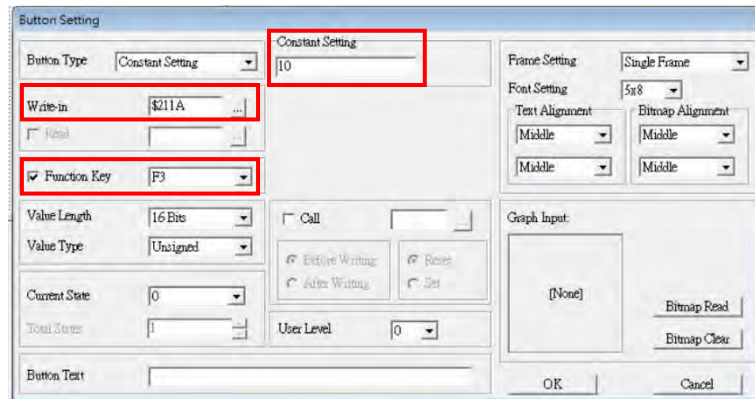 Button Setting
Button Type Constant Setting
Constant Setting
10
Write-in $211A ...
Read ...
Function Key F3
Value Length 16 Bits
Value Type Unsigned
Current State 0
Total States 1
Button Text
Call ...
Before Writing
After Writing
Reset
Set
User Level 0
Frame Setting Single Frame
Font Setting 5x8
Text Alignment
Middle
Middle
Bitmap Alignment
Middle
Middle
Graph Input:
[None]
Bitmap Read
Bitmap Clear
OK Cancel